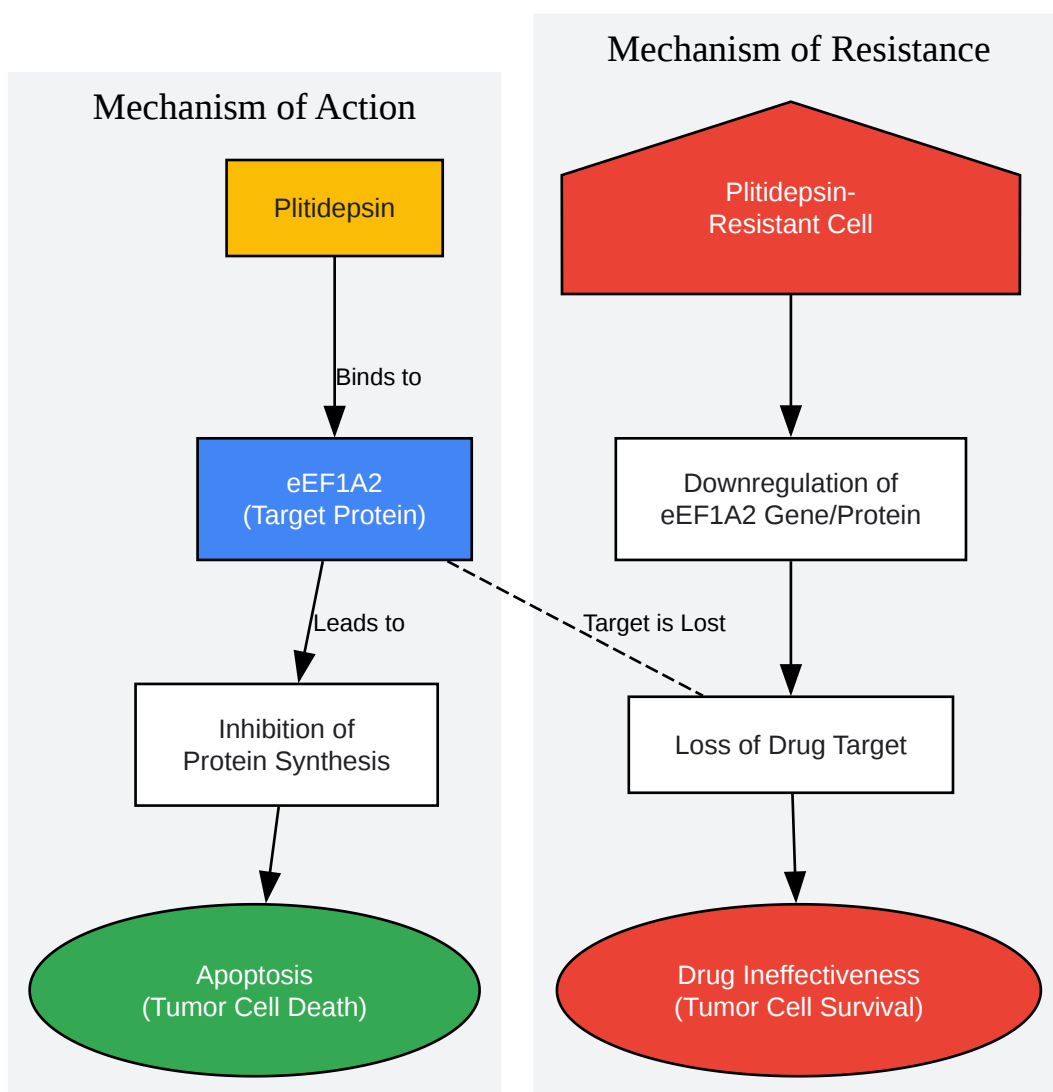 Mechanism of Action
Plitidepsin
Binds to
eEF1A2
(Target Protein)
Leads to
Inhibition of
Protein Synthesis
Apoptosis
(Tumor Cell Death)
Mechanism of Resistance
Plitidepsin-
Resistant Cell
Downregulation of
eEF1A2 Gene/Protein
Target is Lost
Loss of Drug Target
Drug Ineffectiveness
(Tumor Cell Survival)